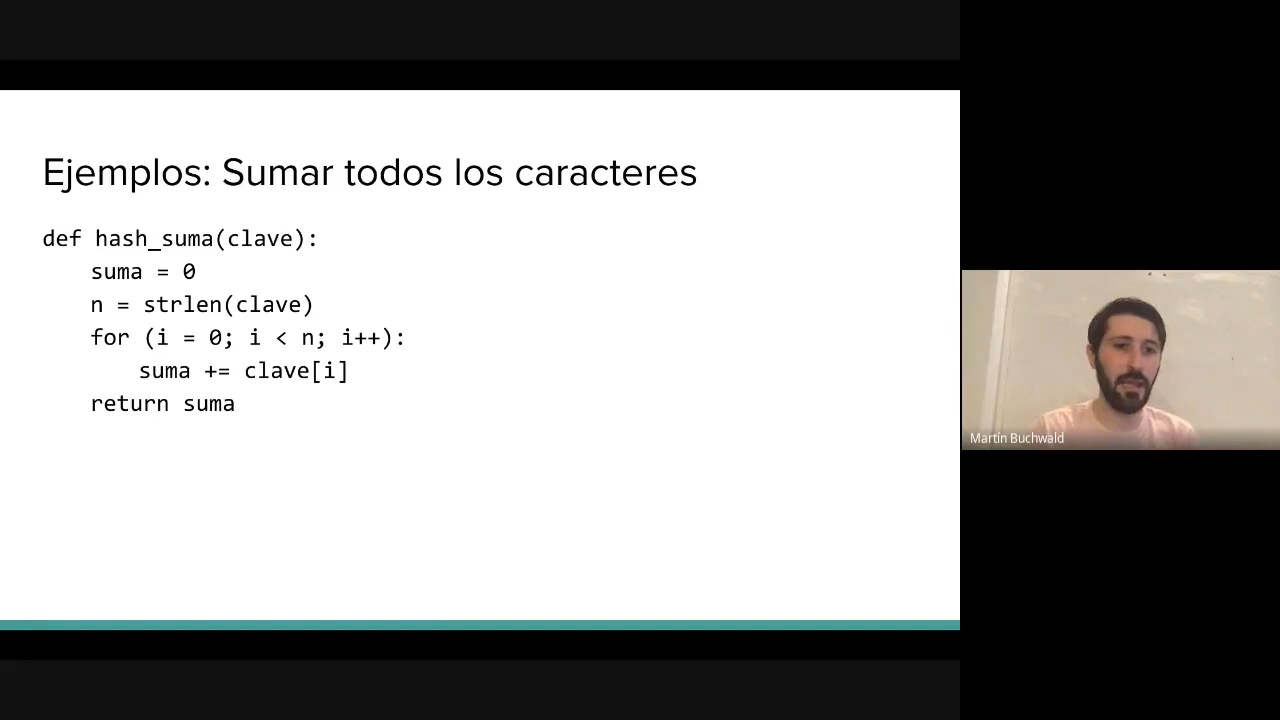 Ejemplos: Sumar todos los caracteres
def hash_suma(clave):
suma = 0
n = strlen(clave)
for (i = 0; i < n; i++):
suma += clave[i]
return suma
Martín Buchwald